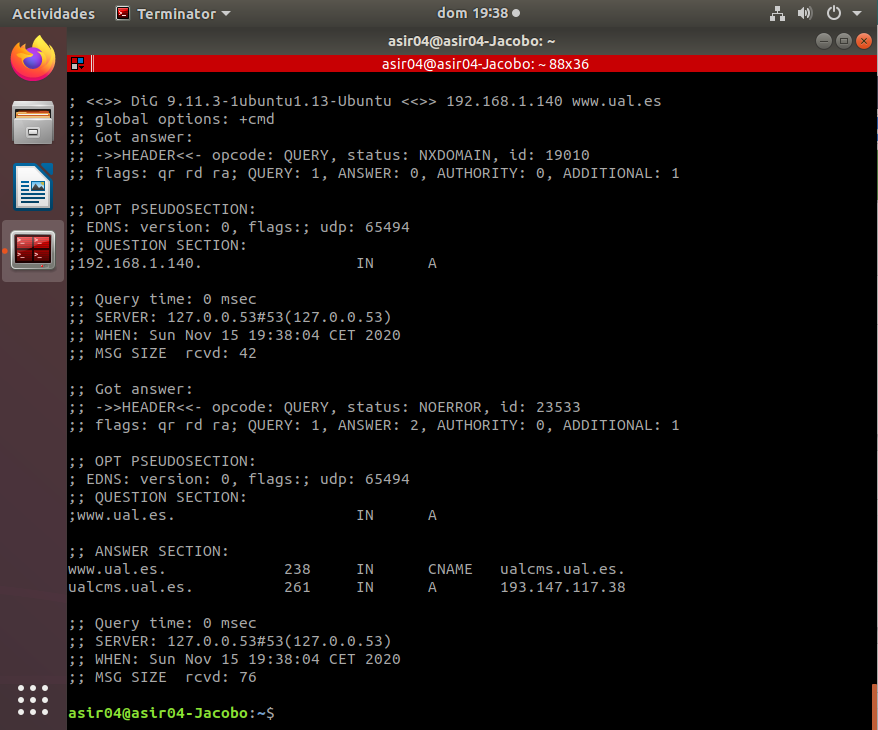 Actividades Terminator dom 19:38
asir04@asir04-Jacobo: ~
asir04@asir04-Jacobo: ~ 88x36
; <<>> DiG 9.11.3-1ubuntu1.13-Ubuntu <<>> 192.168.1.140 www.ual.es
;; global options: +cmd
;; Got answer:
;; ->>HEADER<<- opcode: QUERY, status: NXDOMAIN, id: 19010
;; flags: qr rd ra; QUERY: 1, ANSWER: 0, AUTHORITY: 0, ADDITIONAL: 1
;; OPT PSEUDOSECTION:
; EDNS: version: 0, flags:; udp: 65494
;; QUESTION SECTION:
;192.168.1.140. IN A
;; Query time: 0 msec
;; SERVER: 127.0.0.53#53(127.0.0.53)
;; WHEN: Sun Nov 15 19:38:04 CET 2020
;; MSG SIZE  rcvd: 42
;; Got answer:
;; ->>HEADER<<- opcode: QUERY, status: NOERROR, id: 23533
;; flags: qr rd ra; QUERY: 1, ANSWER: 2, AUTHORITY: 0, ADDITIONAL: 1
;; OPT PSEUDOSECTION:
; EDNS: version: 0, flags:; udp: 65494
;; QUESTION SECTION:
;www.ual.es. IN A
;; ANSWER SECTION:
www.ual.es. 238 IN CNAME ualcms.ual.es.
ualcms.ual.es. 261 IN A 193.147.117.38
;; Query time: 0 msec
;; SERVER: 127.0.0.53#53(127.0.0.53)
;; WHEN: Sun Nov 15 19:38:04 CET 2020
;; MSG SIZE  rcvd: 76
asir04@asir04-Jacobo:~$